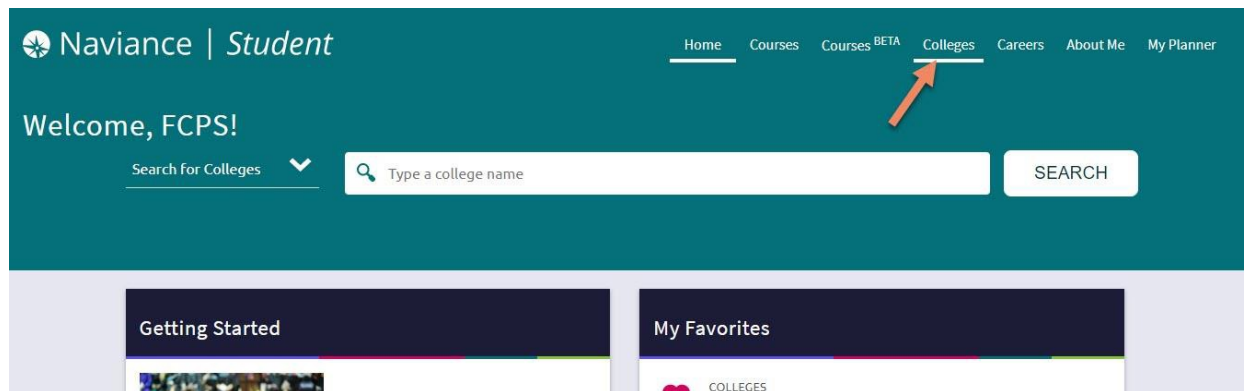 Naviance | Student
Home Courses Courses BETA Colleges Careers About Me My Planner
Welcome, FCPS!
Search for Colleges
Type a college name
SEARCH
Getting Started
My Favorites
COLLEGES